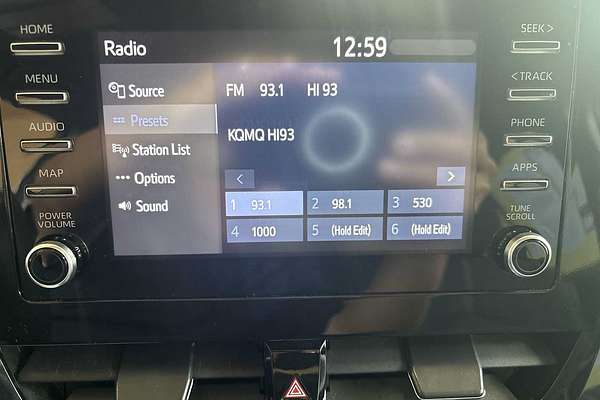 HOME
MENU
AUDIO
MAP
POWER
VOLUME
Radio
12:59
Source
Presets
Station List
Options
Sound
FM 93.1 HI 93
KQMQ HI93
< >
1 93.1 2 98.1 3 530
4 1000 5 (Hold Edit) 6 (Hold Edit)
SEEK >
< TRACK
PHONE
APPS
TUNE
SCROLL